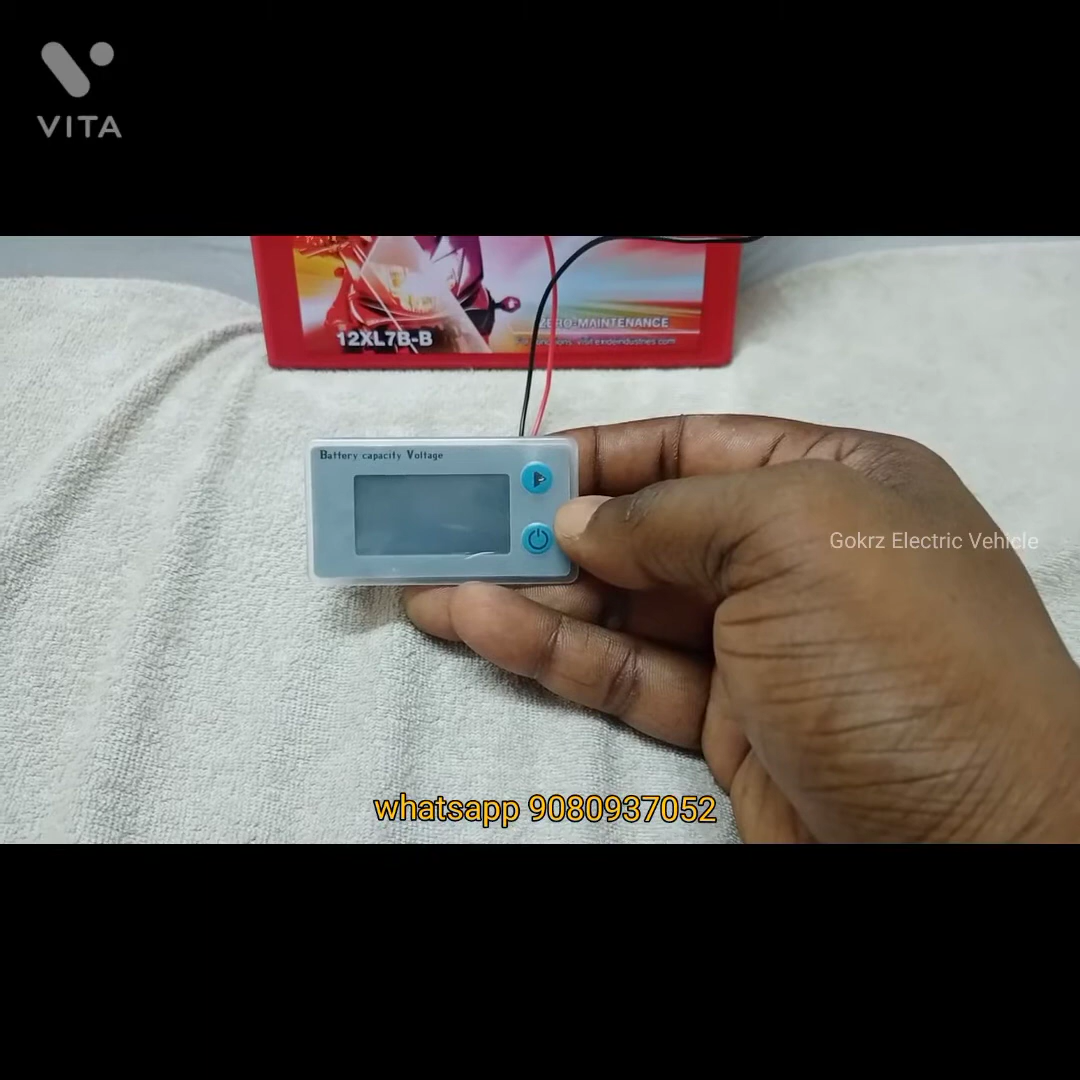 VITA
ZERO-MAINTENANCE
12XL7B-B
Battery capacity Voltage
Gokrz Electric Vehicle
whatsapp 9080937052